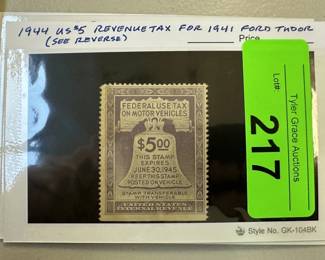 1944 US $5 REVENUE TAX FOR 1941 FORD TUDOR
(SEE REVERSE)
Price
FEDERAL USE TAX
ON MOTOR VEHICLES
$5.00
THIS STAMP
EXPIRES
JUNE 30, 1945
KEEP THIS STAMP
POSTED ON VEHICLE
STAMP TRANSFERABLE
WITH VEHICLE
UNITED STATES
INTERNAL REVENUE
Lot#:
217
Tyler Grace Auctions
Style No. GK-104BK